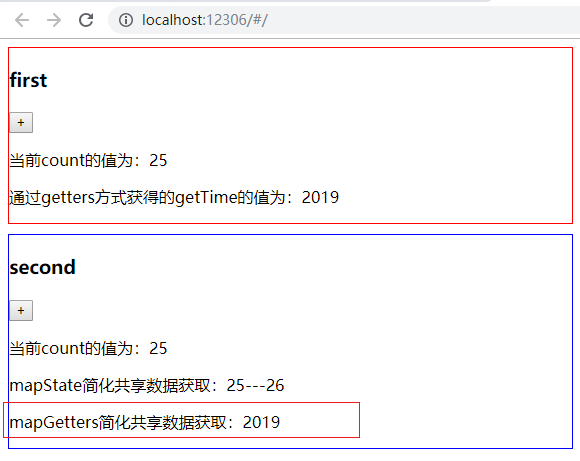 localhost:12306/#/
first
+
当前count的值为：25
通过getters方式获得的getTime的值为：2019
second
+
当前count的值为：25
mapState简化共享数据获取：25---26
mapGetters简化共享数据获取：2019